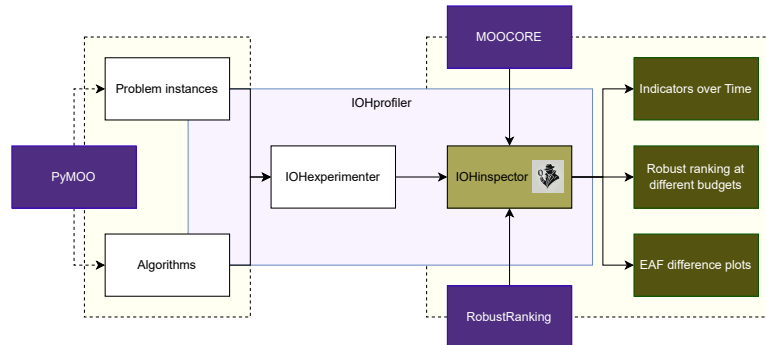 MOOCORE
Problem instances
Indicators over Time
IOHprofiler
PyMOO
IOHexperimenter
IOHinspector
Robust ranking at
different budgets
Algorithms
EAF difference plots
RobustRanking